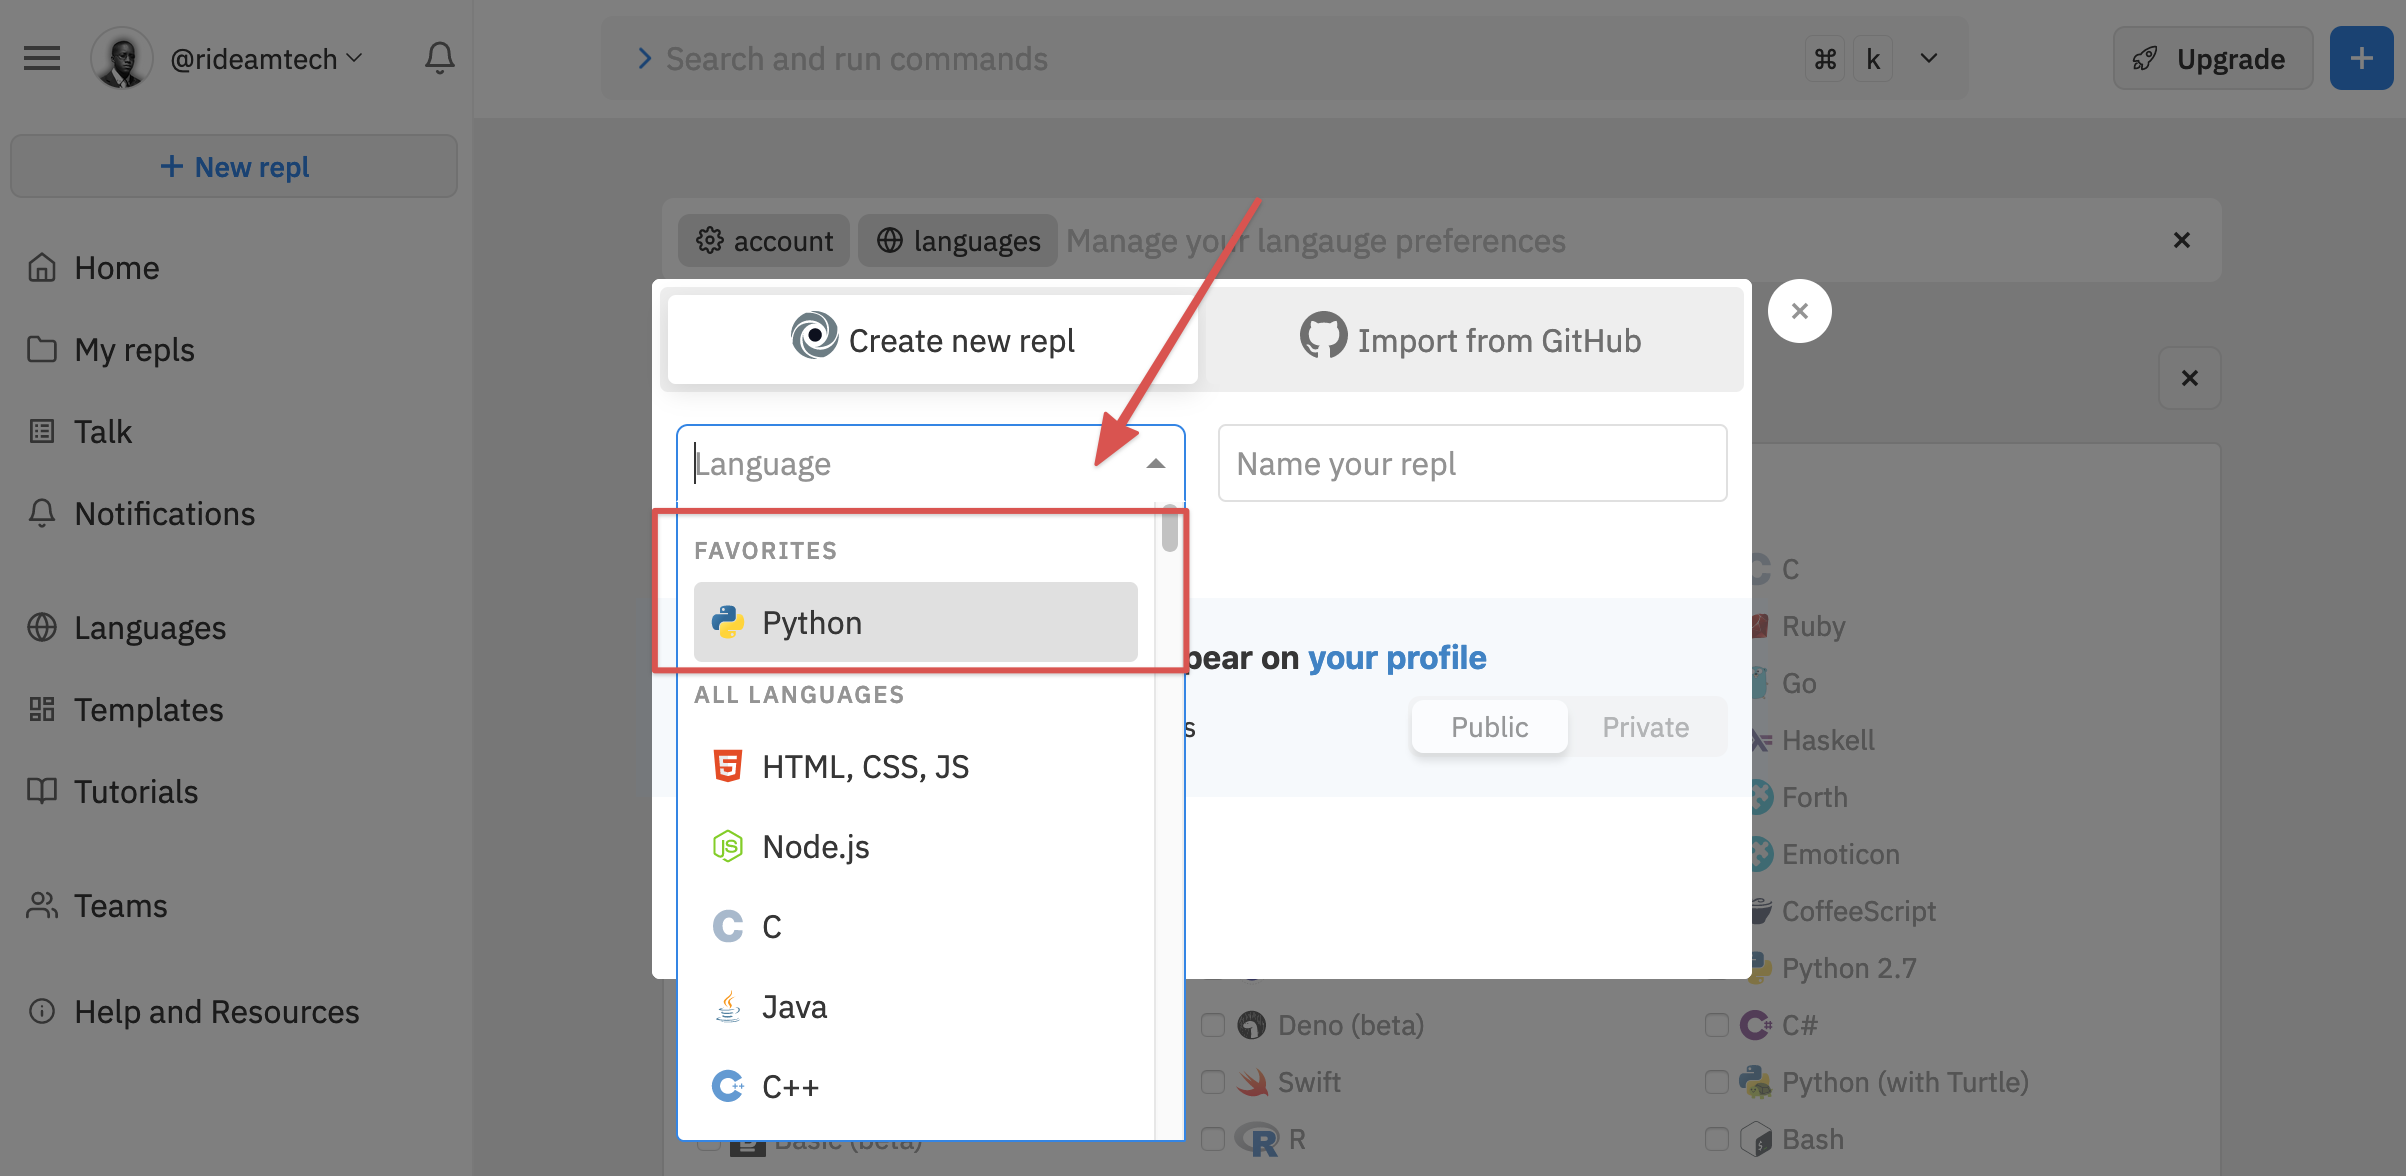 @rideamtech
Search and run commands
⌘ k
Upgrade
+
+ New repl
Home
My repls
Talk
Notifications
Languages
Templates
Tutorials
Teams
Help and Resources
account languages Manage your langauge preferences
Create new repl
Import from GitHub
Language
Name your repl
FAVORITES
Python
ALL LANGUAGES
HTML, CSS, JS
Node.js
C
Java
C++
pear on your profile
s
Public Private
C
Ruby
Go
Haskell
Forth
Emoticon
CoffeeScript
Python 2.7
Deno (beta)
C#
Swift
Python (with Turtle)
Basic (beta)
R
Bash